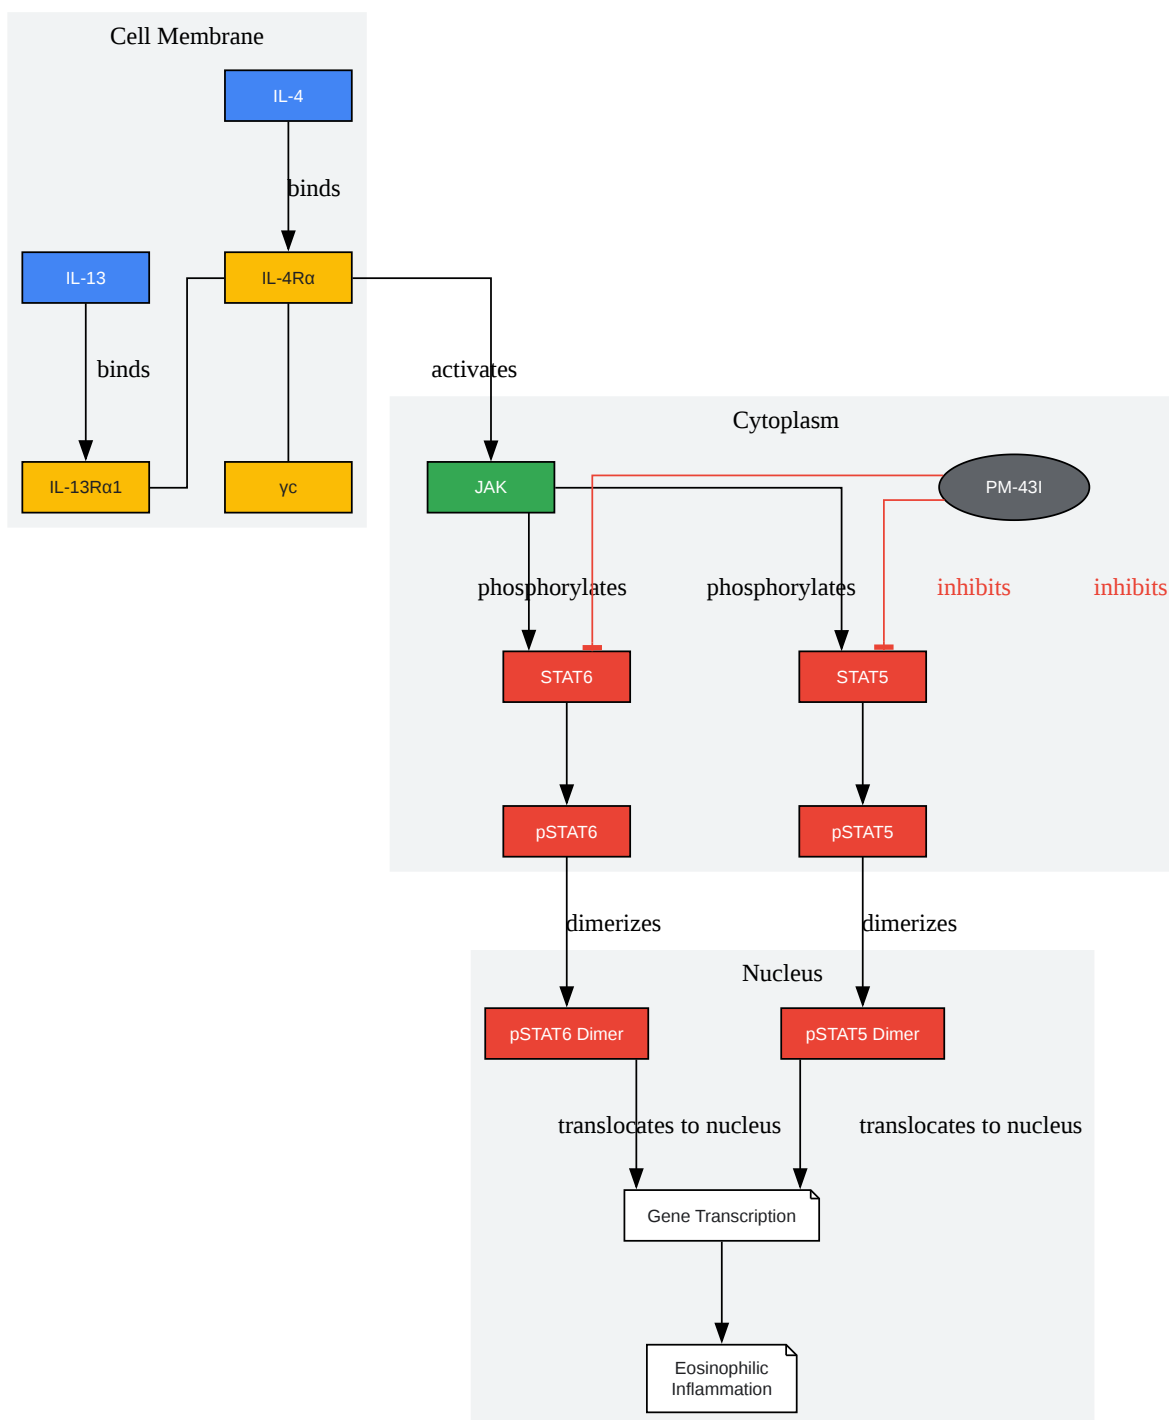 Cell Membrane
IL-4
binds
IL-13
IL-4Rα
binds
activates
IL-13Rα1
γc
Cytoplasm
JAK
PM-43I
phosphorylates
phosphorylates
inhibits
inhibits
STAT6
STAT5
pSTAT6
pSTAT5
dimerizes
dimerizes
Nucleus
pSTAT6 Dimer
pSTAT5 Dimer
translocates to nucleus
translocates to nucleus
Gene Transcription
Eosinophilic
Inflammation